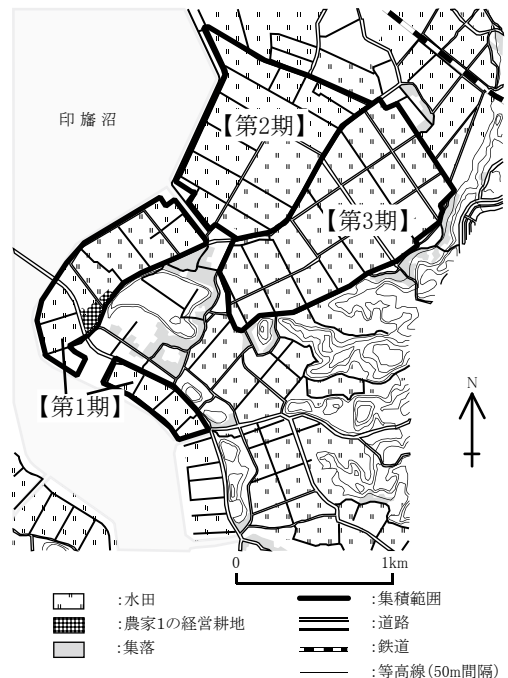 印旛沼
【第2期】
【第3期】
【第1期】
N
0 1km
:水田
:農家1の経営耕地
:集落
:集積範囲
:道路
:鉄道
:等高線(50m間隔)